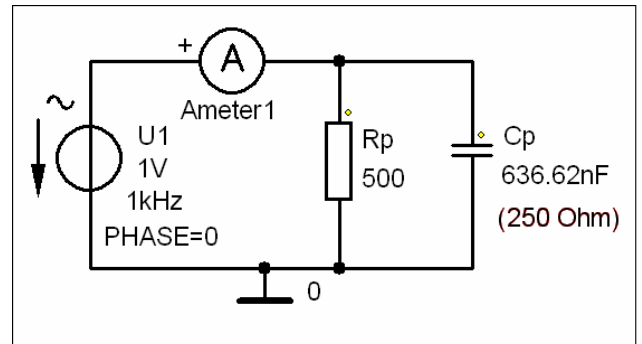 +
A
Ameter1
~
U1
1V
1kHz
PHASE=0
Rp
500
Cp
636.62nF
(250 Ohm)
0